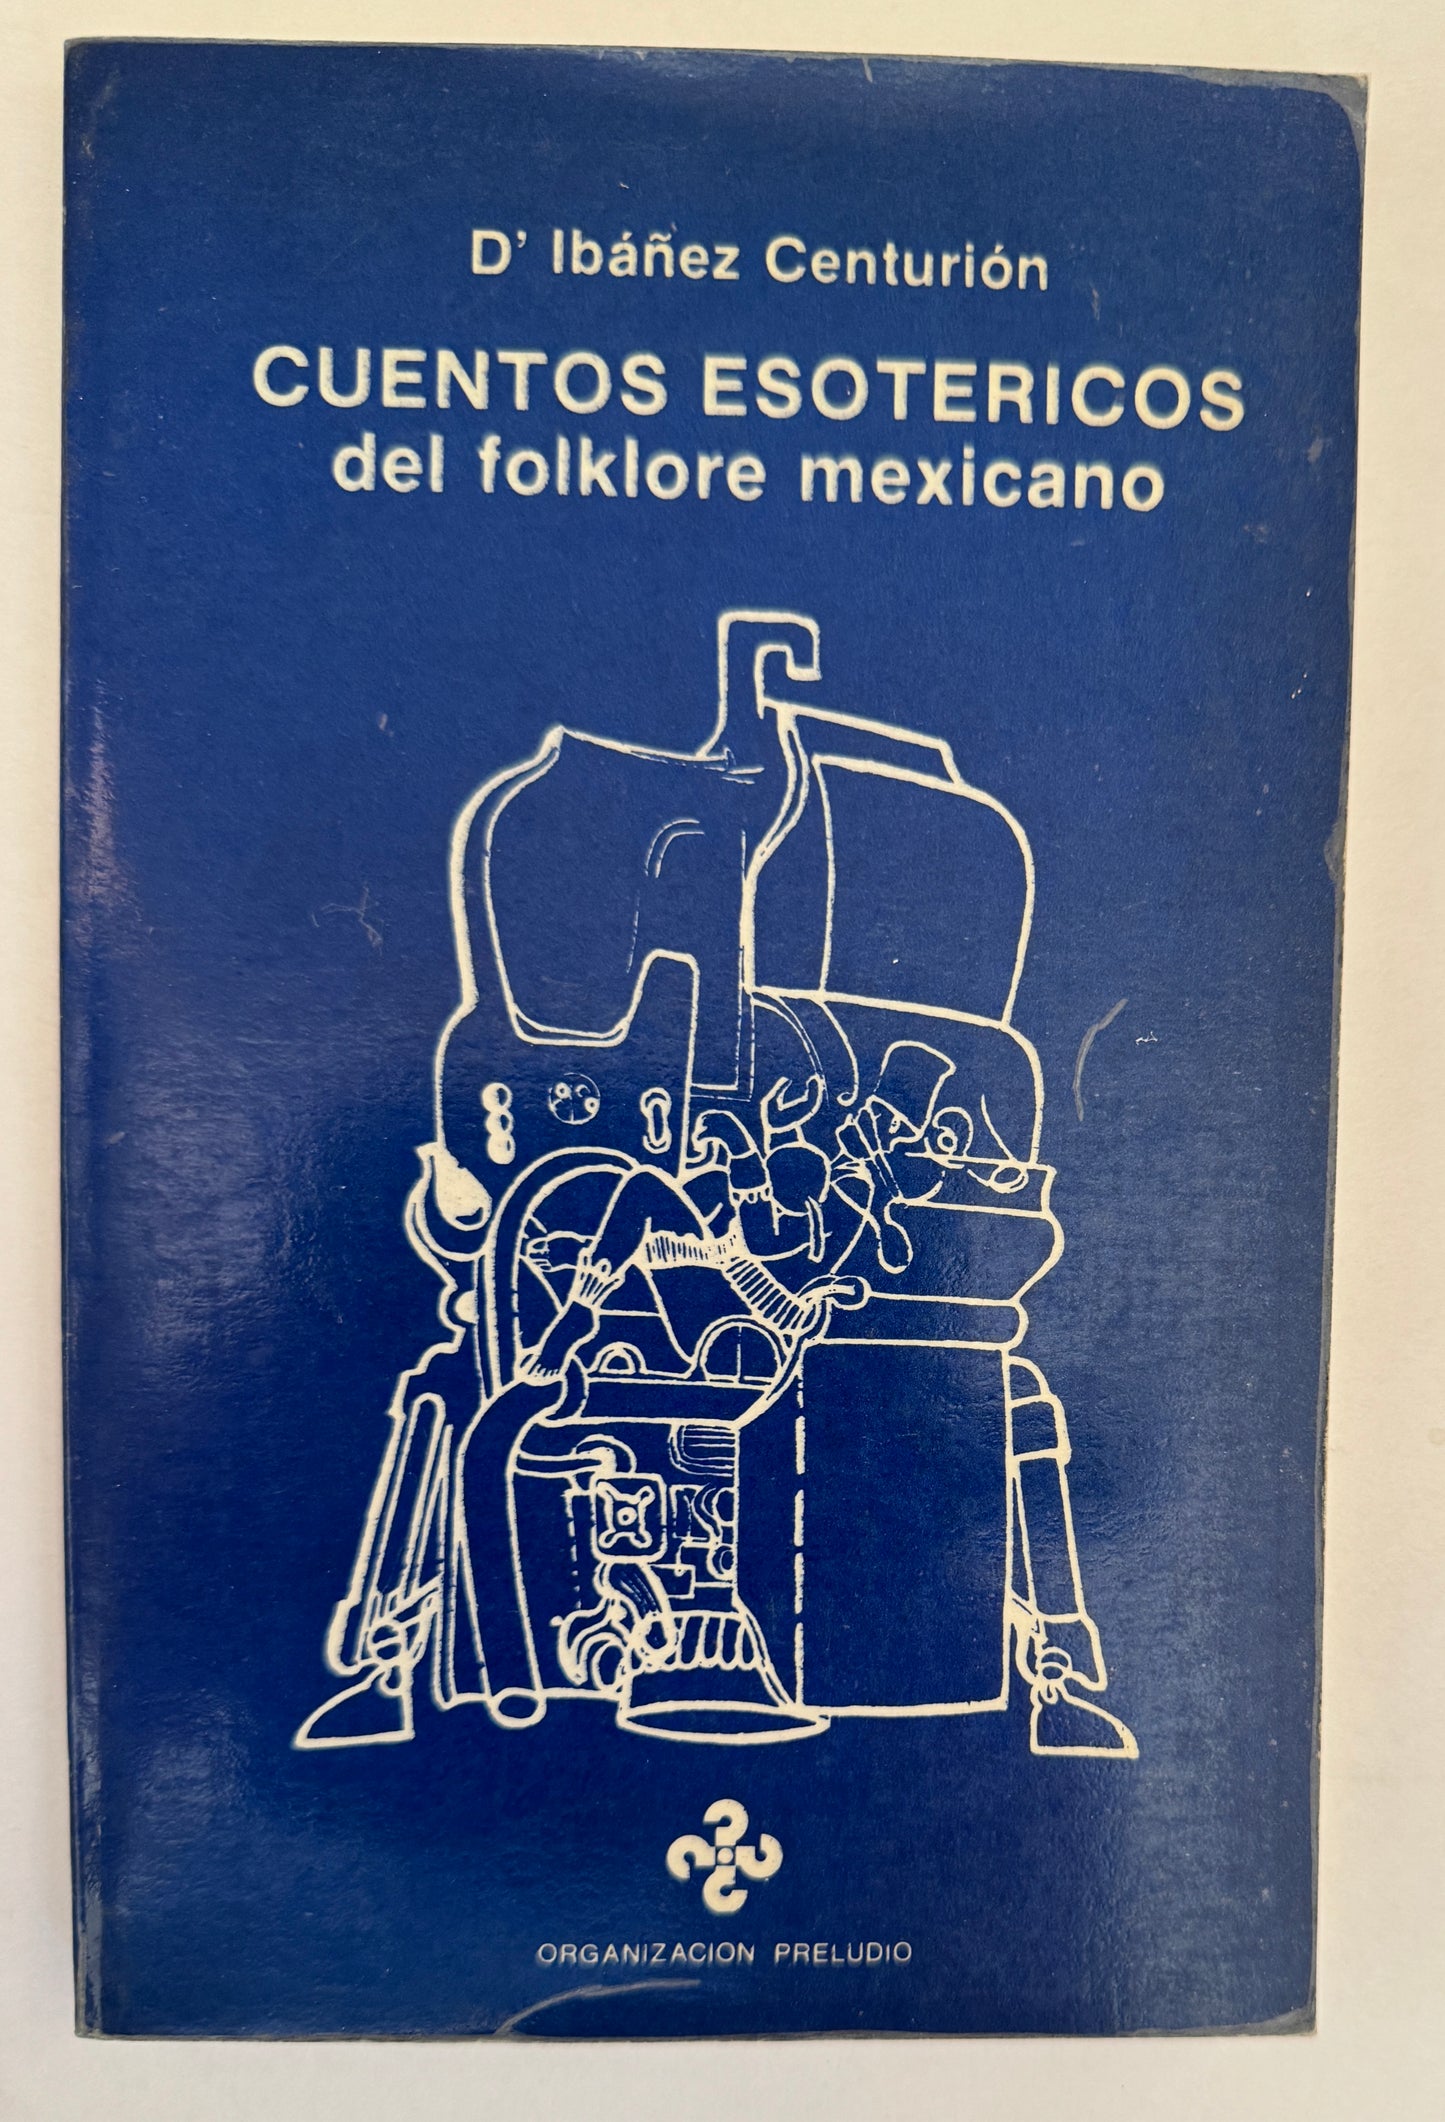 D' Ibáñez Centurión
CUENTOS ESOTERICOS
del folklore mexicano
ORGANIZACION PRELUDIO